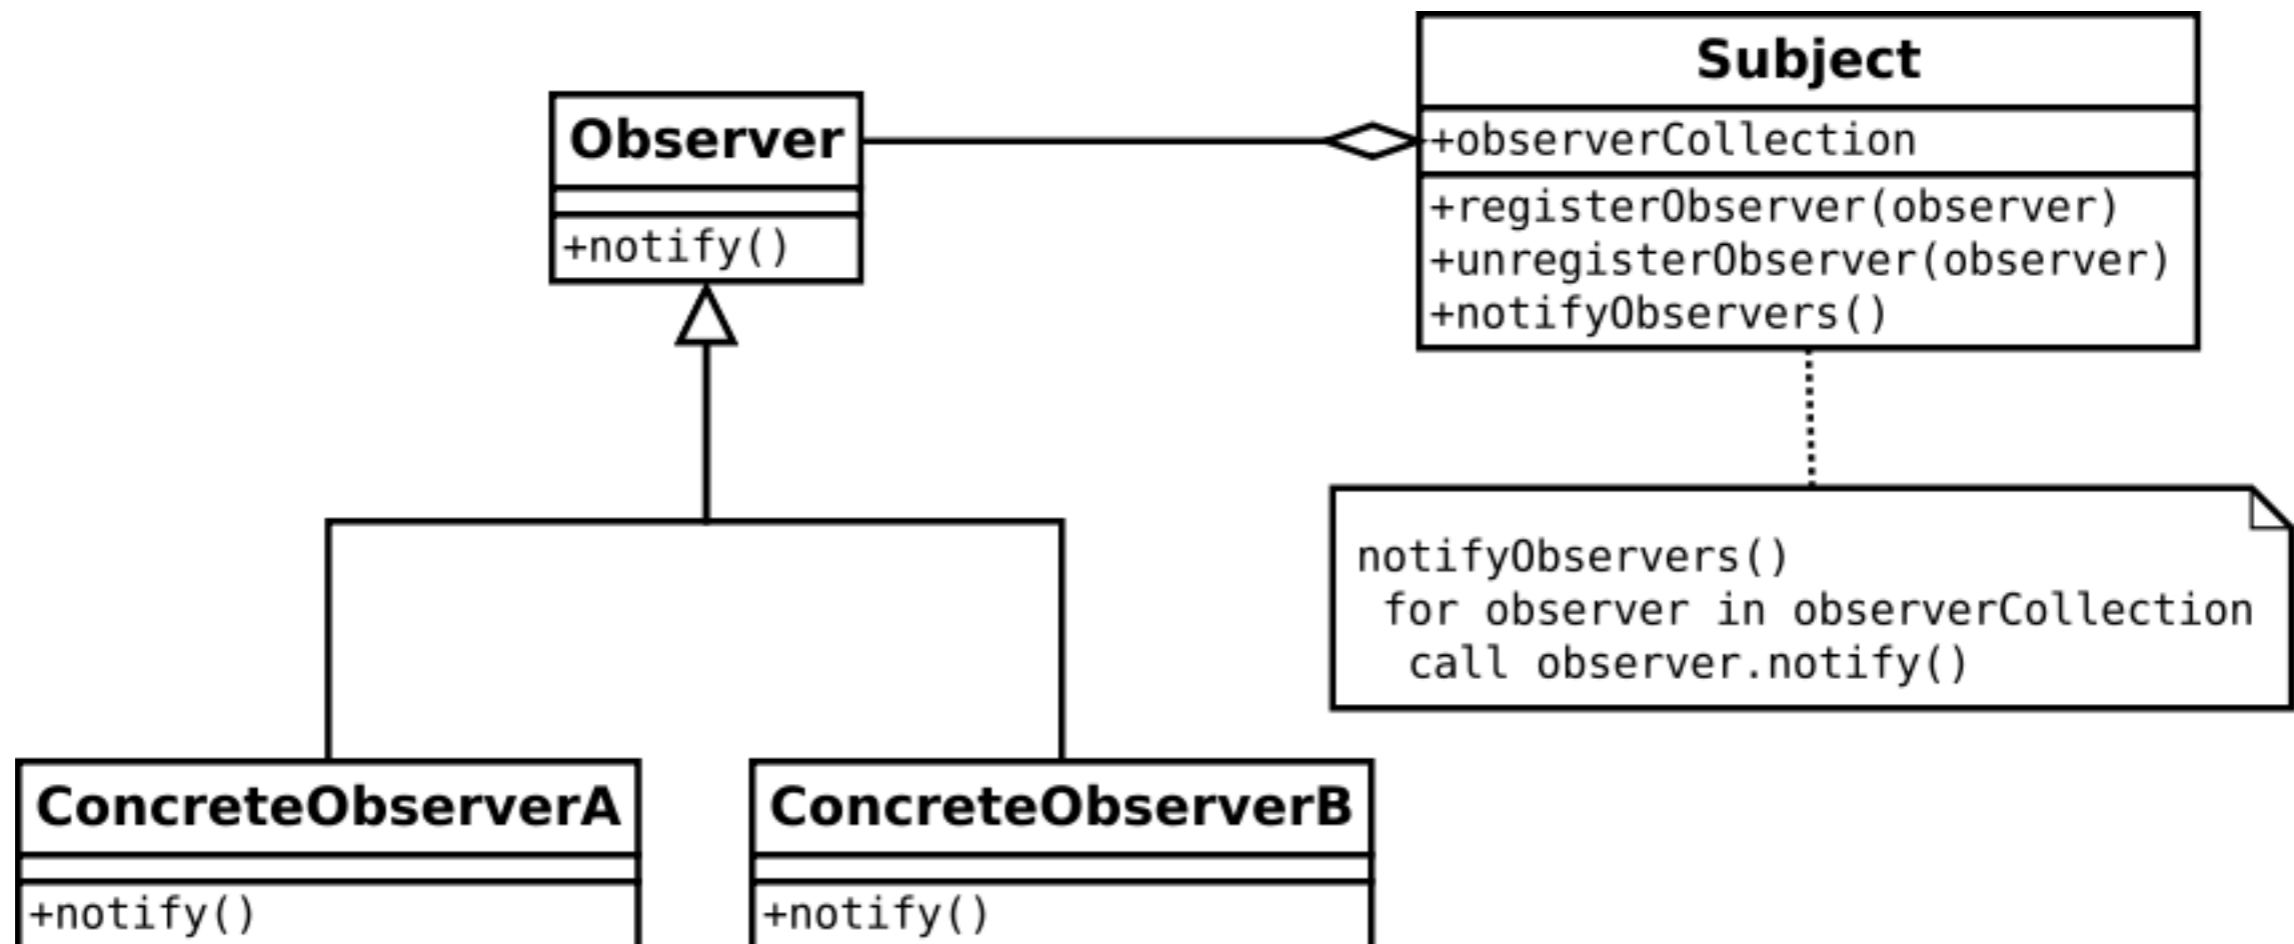 Subject
+observerCollection
+registerObserver(observer)
+unregisterObserver(observer)
+notifyObservers()
Observer
+notify()
notifyObservers()
for observer in observerCollection
call observer.notify()
ConcreteObserverA
+notify()
ConcreteObserverB
+notify()